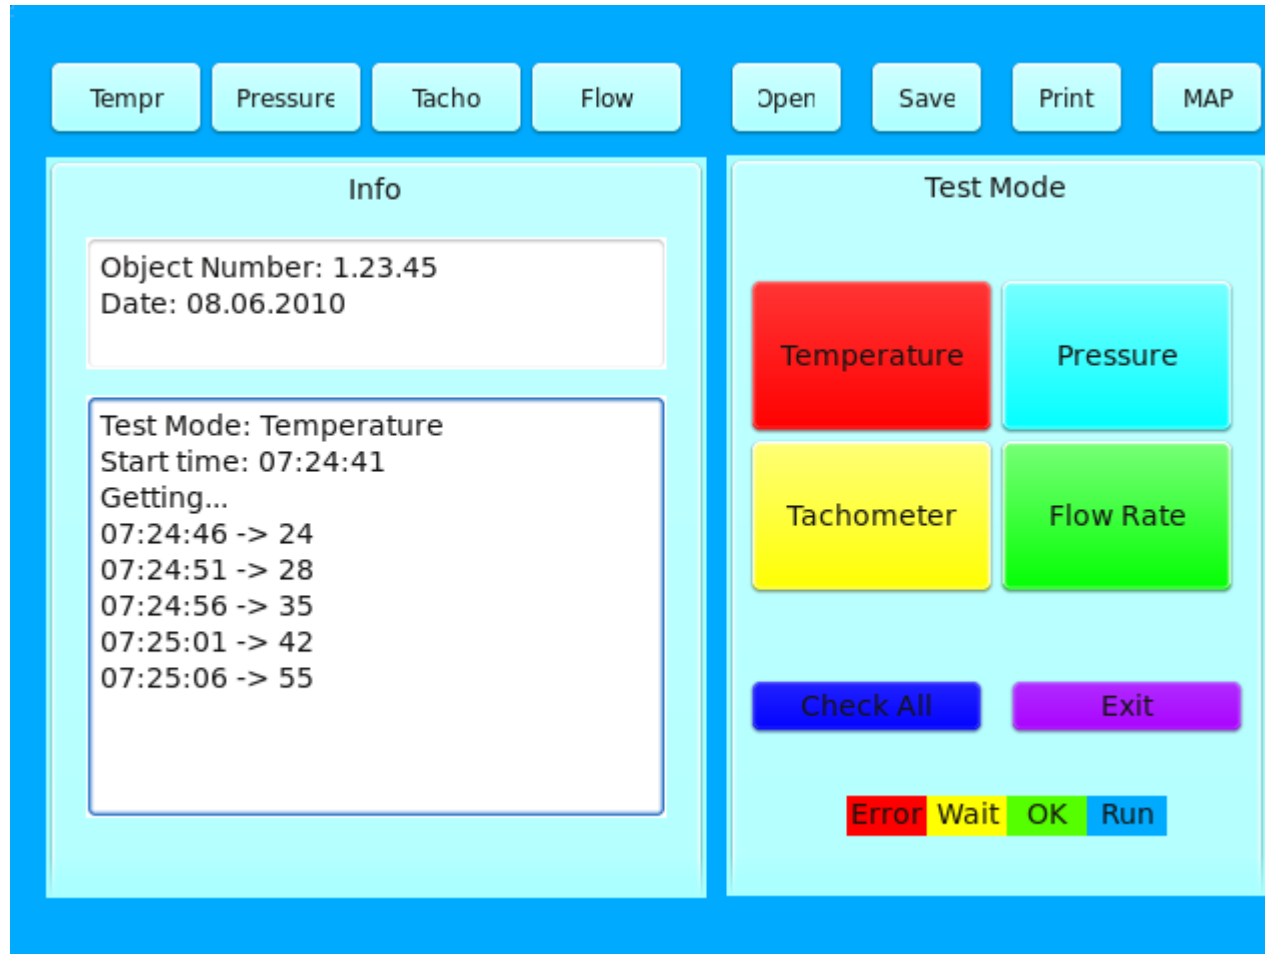 Tempr Pressure Tacho Flow Open Save Print MAP
Info
Object Number: 1.23.45
Date: 08.06.2010
Test Mode: Temperature
Start time: 07:24:41
Getting...
07:24:46 -> 24
07:24:51 -> 28
07:24:56 -> 35
07:25:01 -> 42
07:25:06 -> 55
Test Mode
Temperature Pressure
Tachometer Flow Rate
Check All Exit
Error Wait OK Run